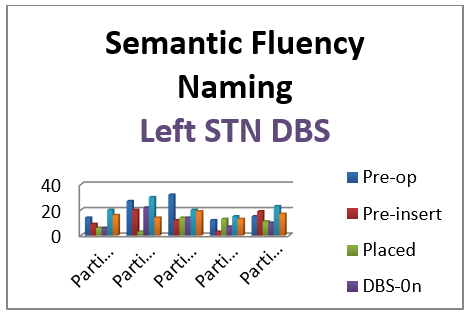 Semantic Fluency
Naming
Left STN DBS
40
20
0
Parti...
Parti...
Parti...
Parti...
Parti...
Pre-op
Pre-insert
Placed
DBS-0n